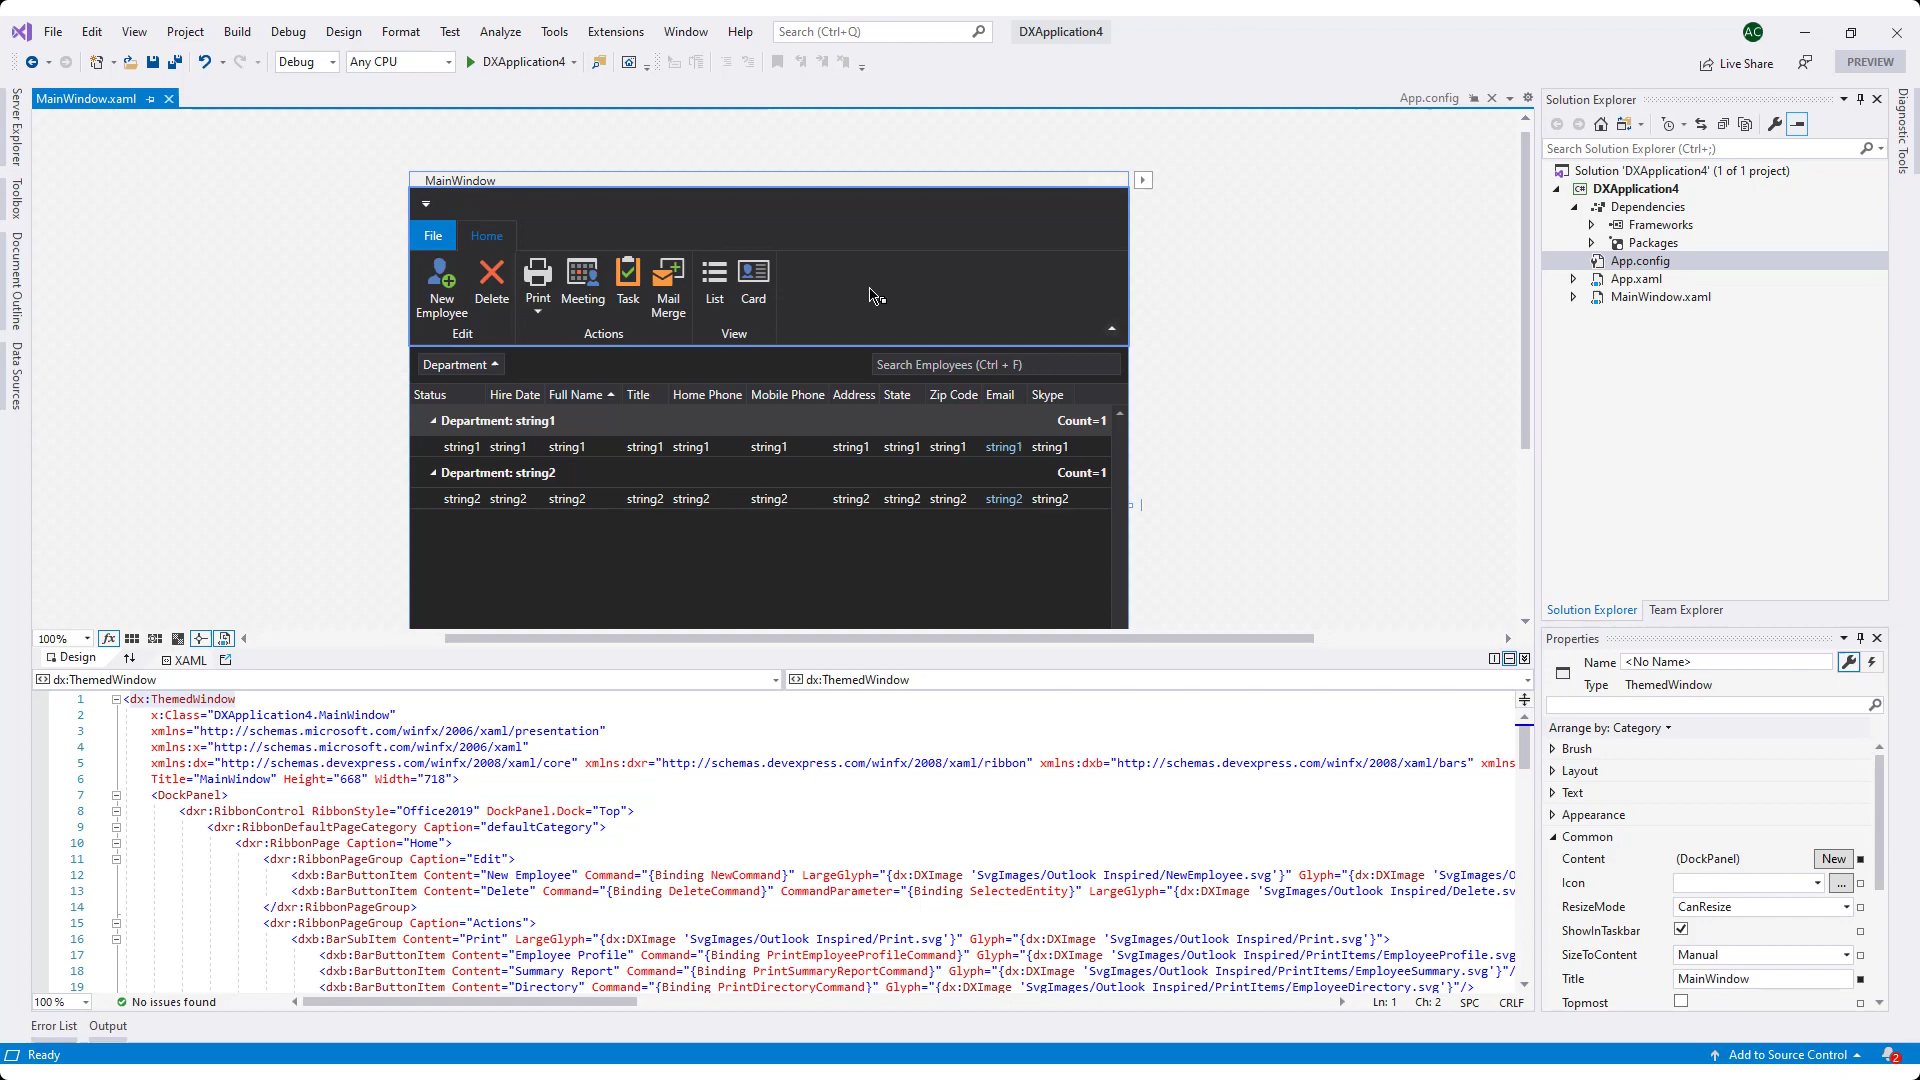 File Edit View Project Build Debug Design Format Test Analyze Tools Extensions Window Help Search (Ctrl+Q) DXApplication4 AC
Debug Any CPU DXApplication4 Live Share PREVIEW
MainWindow.xaml App.config
Server Explorer
Toolbox
Document Outline
Data Sources
MainWindow
File Home
New Employee Delete Print Meeting Task Mail Merge List Card
Edit Actions View
Department Search Employees (Ctrl + F)
Status Hire Date Full Name Title Home Phone Mobile Phone Address State Zip Code Email Skype
Department: string1 Count=1
string1 string1 string1 string1 string1 string1 string1 string1 string1 string1 string1
Department: string2 Count=1
string2 string2 string2 string2 string2 string2 string2 string2 string2 string2 string2
100% fx
Design XAML
dx:ThemedWindow dx:ThemedWindow
1 <dx:ThemedWindow
2 x:Class="DXApplication4.MainWindow"
3 xmlns="http://schemas.microsoft.com/winfx/2006/xaml/presentation"
4 xmlns:x="http://schemas.microsoft.com/winfx/2006/xaml"
5 xmlns:dx="http://schemas.devexpress.com/winfx/2008/xaml/core" xmlns:dxr="http://schemas.devexpress.com/winfx/2008/xaml/ribbon" xmlns:dxb="http://schemas.devexpress.com/winfx/2008/xaml/bars" xmlns
6 Title="MainWindow" Height="668" Width="718">
7 <DockPanel>
8 <dxr:RibbonControl RibbonStyle="Office2019" DockPanel.Dock="Top">
9 <dxr:RibbonDefaultPageCategory Caption="defaultCategory">
10 <dxr:RibbonPage Caption="Home">
11 <dxr:RibbonPageGroup Caption="Edit">
12 <dxb:BarButtonItem Content="New Employee" Command="{Binding NewCommand}" LargeGlyph="{dx:DXImage 'SvgImages/Outlook Inspired/NewEmployee.svg'}" Glyph="{dx:DXImage 'SvgImages/O
13 <dxb:BarButtonItem Content="Delete" Command="{Binding DeleteCommand}" CommandParameter="{Binding SelectedEntity}" LargeGlyph="{dx:DXImage 'SvgImages/Outlook Inspired/Delete.sv
14 </dxr:RibbonPageGroup>
15 <dxr:RibbonPageGroup Caption="Actions">
16 <dxb:BarSubItem Content="Print" LargeGlyph="{dx:DXImage 'SvgImages/Outlook Inspired/Print.svg'}" Glyph="{dx:DXImage 'SvgImages/Outlook Inspired/Print.svg'}">
17 <dxb:BarButtonItem Content="Employee Profile" Command="{Binding PrintEmployeeProfileCommand}" Glyph="{dx:DXImage 'SvgImages/Outlook Inspired/PrintItems/EmployeeProfile.svg
18 <dxb:BarButtonItem Content="Summary Report" Command="{Binding PrintSummaryReportCommand}" Glyph="{dx:DXImage 'SvgImages/Outlook Inspired/PrintItems/EmployeeSummary.svg'}"/
19 <dxb:BarButtonItem Content="Directory" Command="{Binding PrintDirectoryCommand}" Glyph="{dx:DXImage 'SvgImages/Outlook Inspired/PrintItems/EmployeeDirectory.svg'}"/>
100 % No issues found Ln: 1 Ch: 2 SPC CRLF
Error List Output
Ready Add to Source Control 2
Solution Explorer
Search Solution Explorer (Ctrl+;)
Solution 'DXApplication4' (1 of 1 project)
C# DXApplication4
Dependencies
Frameworks
Packages
App.config
App.xaml
MainWindow.xaml
Solution Explorer Team Explorer
Properties
Name <No Name>
Type ThemedWindow
Arrange by: Category
Brush
Layout
Text
Appearance
Common
Content (DockPanel) New
Icon ...
ResizeMode CanResize
ShowInTaskbar
SizeToContent Manual
Title MainWindow
Topmost
Diagnostic Tools